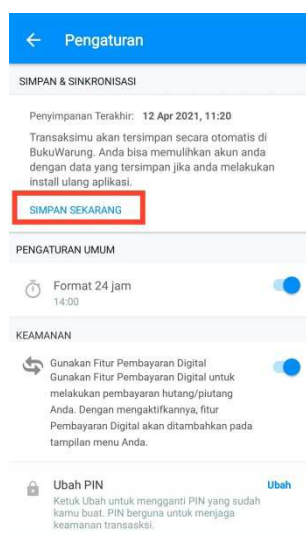 Pengaturan
SIMPAN & SINKRONISASI
Penyimpanan Terakhir: 12 Apr 2021, 11:20
Transaksimu akan tersimpan secara otomatis di
BukuWarung. Anda bisa memulihkan akun anda
dengan data yang tersimpan jika anda melakukan
install ulang aplikasi.
SIMPAN SEKARANG
PENGATURAN UMUM
Format 24 jam
14:00
KEAMANAN
Gunakan Fitur Pembayaran Digital
Gunakan Fitur Pembayaran Digital untuk
melakukan pembayaran hutang/piutang
Anda. Dengan mengaktifkannya, fitur
Pembayaran Digital akan ditambahkan pada
tampilan menu Anda.
Ubah PIN Ubah
Ketuk Ubah untuk mengganti PIN yang sudah
kamu buat. PIN berguna untuk menjaga
keamanan transasksi.